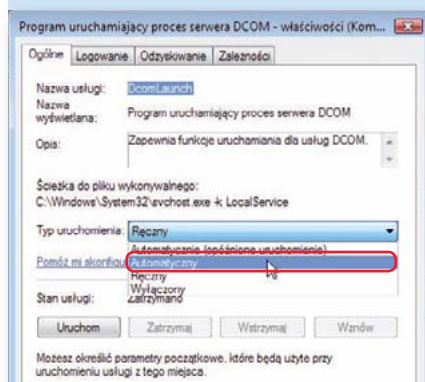 Program uruchamiający proces serwera DCOM - właściwości (Kom...
Ogólne Logowanie Odzyskiwanie Zależności
Nazwa usługi: DcomLaunch
Nazwa wyświetlana: Program uruchamiający proces serwera DCOM
Opis: Zapewnia funkcje uruchamiania dla usług DCOM.
Ścieżka do pliku wykonywalnego:
C:\Windows\System32\svchost.exe -k LocalService
Typ uruchomienia: Ręczny
Automatycznie (opóźnione uruchomienie)
Pomóż mi skonfigu Automatyczny
Ręczny
Wyłączony
Stan usługi: Zatrzymano
Uruchom Zatrzymaj Wstrzymaj Wznów
Możesz określić parametry początkowe, które będą użyte przy
uruchomieniu usługi z tego miejsca.